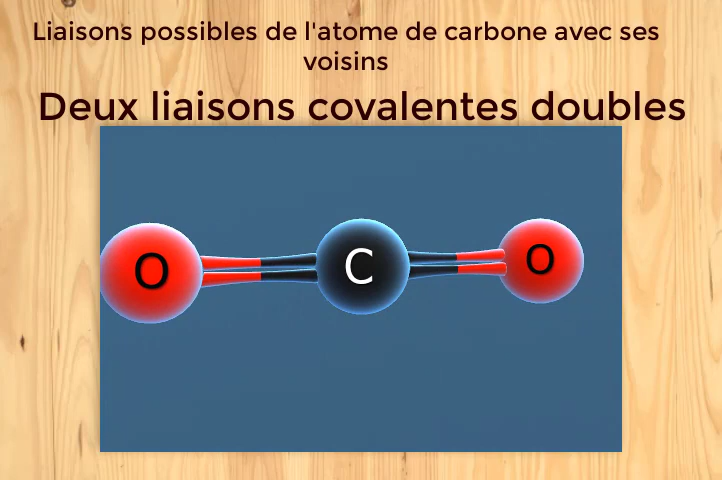 Liaisons possibles de l'atome de carbone avec ses
voisins
Deux liaisons covalentes doubles
O C O